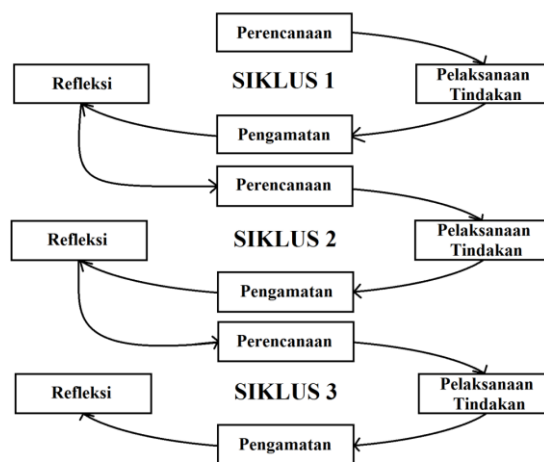 Perencanaan
Refleksi
SIKLUS 1
Pelaksanaan
Tindakan
Pengamatan
Perencanaan
Refleksi
SIKLUS 2
Pelaksanaan
Tindakan
Pengamatan
Perencanaan
Refleksi
SIKLUS 3
Pelaksanaan
Tindakan
Pengamatan